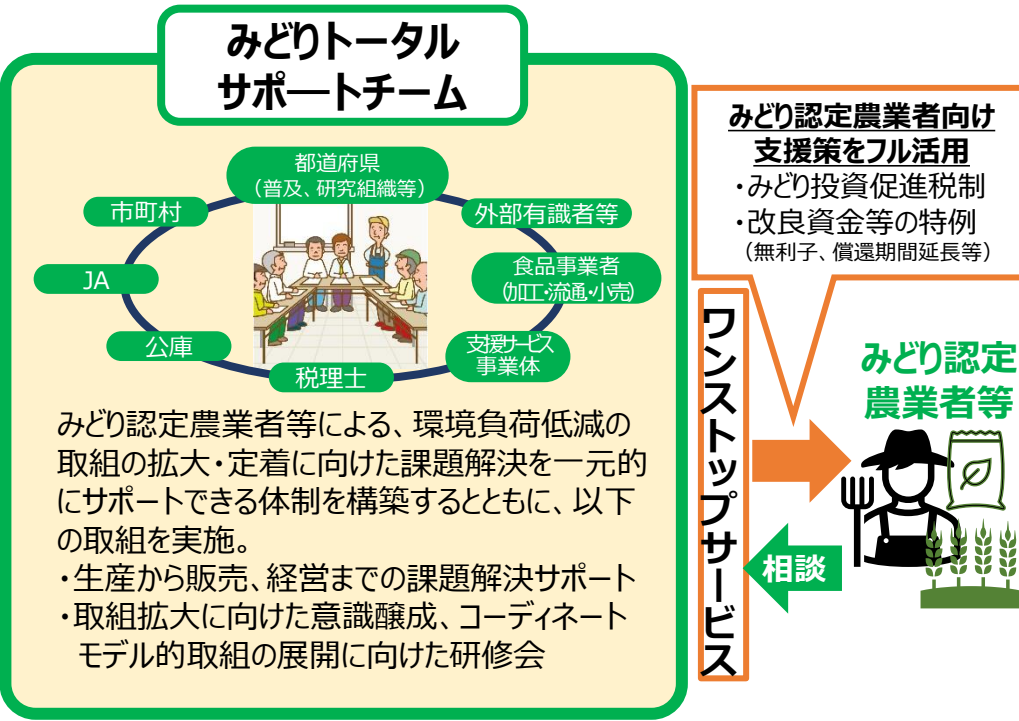 みどりトータル
サポートチーム
都道府県
(普及、研究組織等)
市町村
外部有識者等
JA
食品事業者
(加工・流通・小売)
公庫
支援サービス
事業体
税理士
みどり認定農業者等による、環境負荷低減の
取組の拡大・定着に向けた課題解決を一元的
にサポートできる体制を構築するとともに、以下
の取組を実施。
・生産から販売、経営までの課題解決サポート
・取組拡大に向けた意識醸成、コーディネート
モデル的取組の展開に向けた研修会
みどり認定農業者向け
支援策をフル活用
・みどり投資促進税制
・改良資金等の特例
(無利子、償還期間延長等)
ワンストップサービス
みどり認定
農業者等
相談